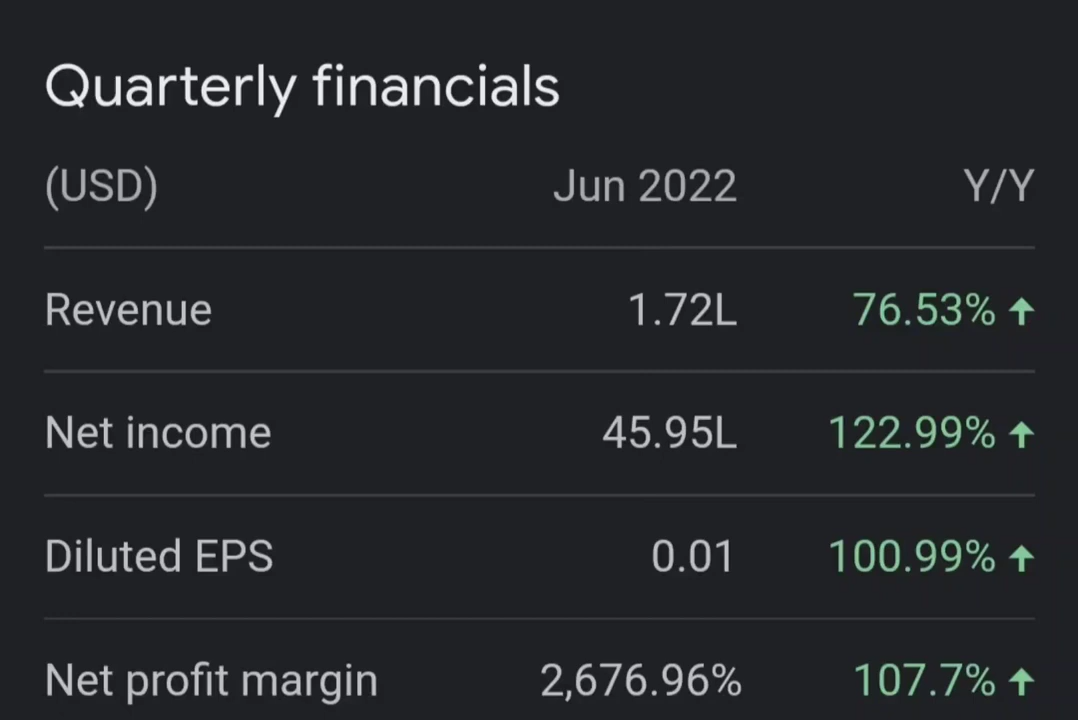 Quarterly financials
(USD) Jun 2022 Y/Y
Revenue 1.72L 76.53% ↑
Net income 45.95L 122.99% ↑
Diluted EPS 0.01 100.99% ↑
Net profit margin 2,676.96% 107.7% ↑